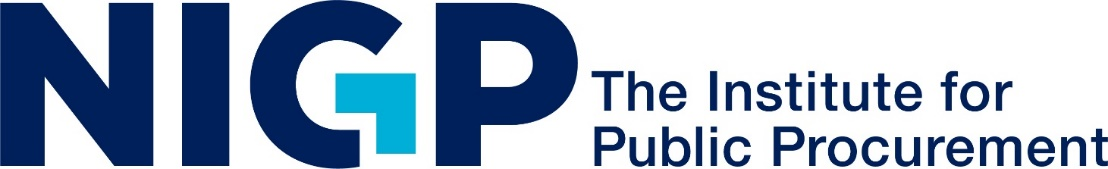 NIGP
The Institute for
Public Procurement